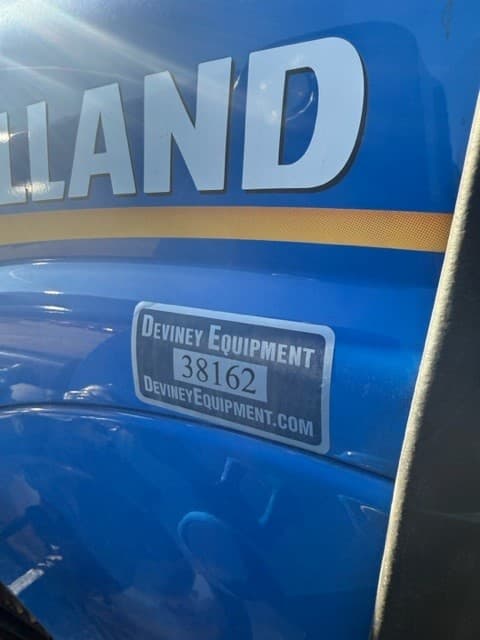 LLAND
DEVINEY EQUIPMENT
38162
DEVINEYEQUIPMENT.COM